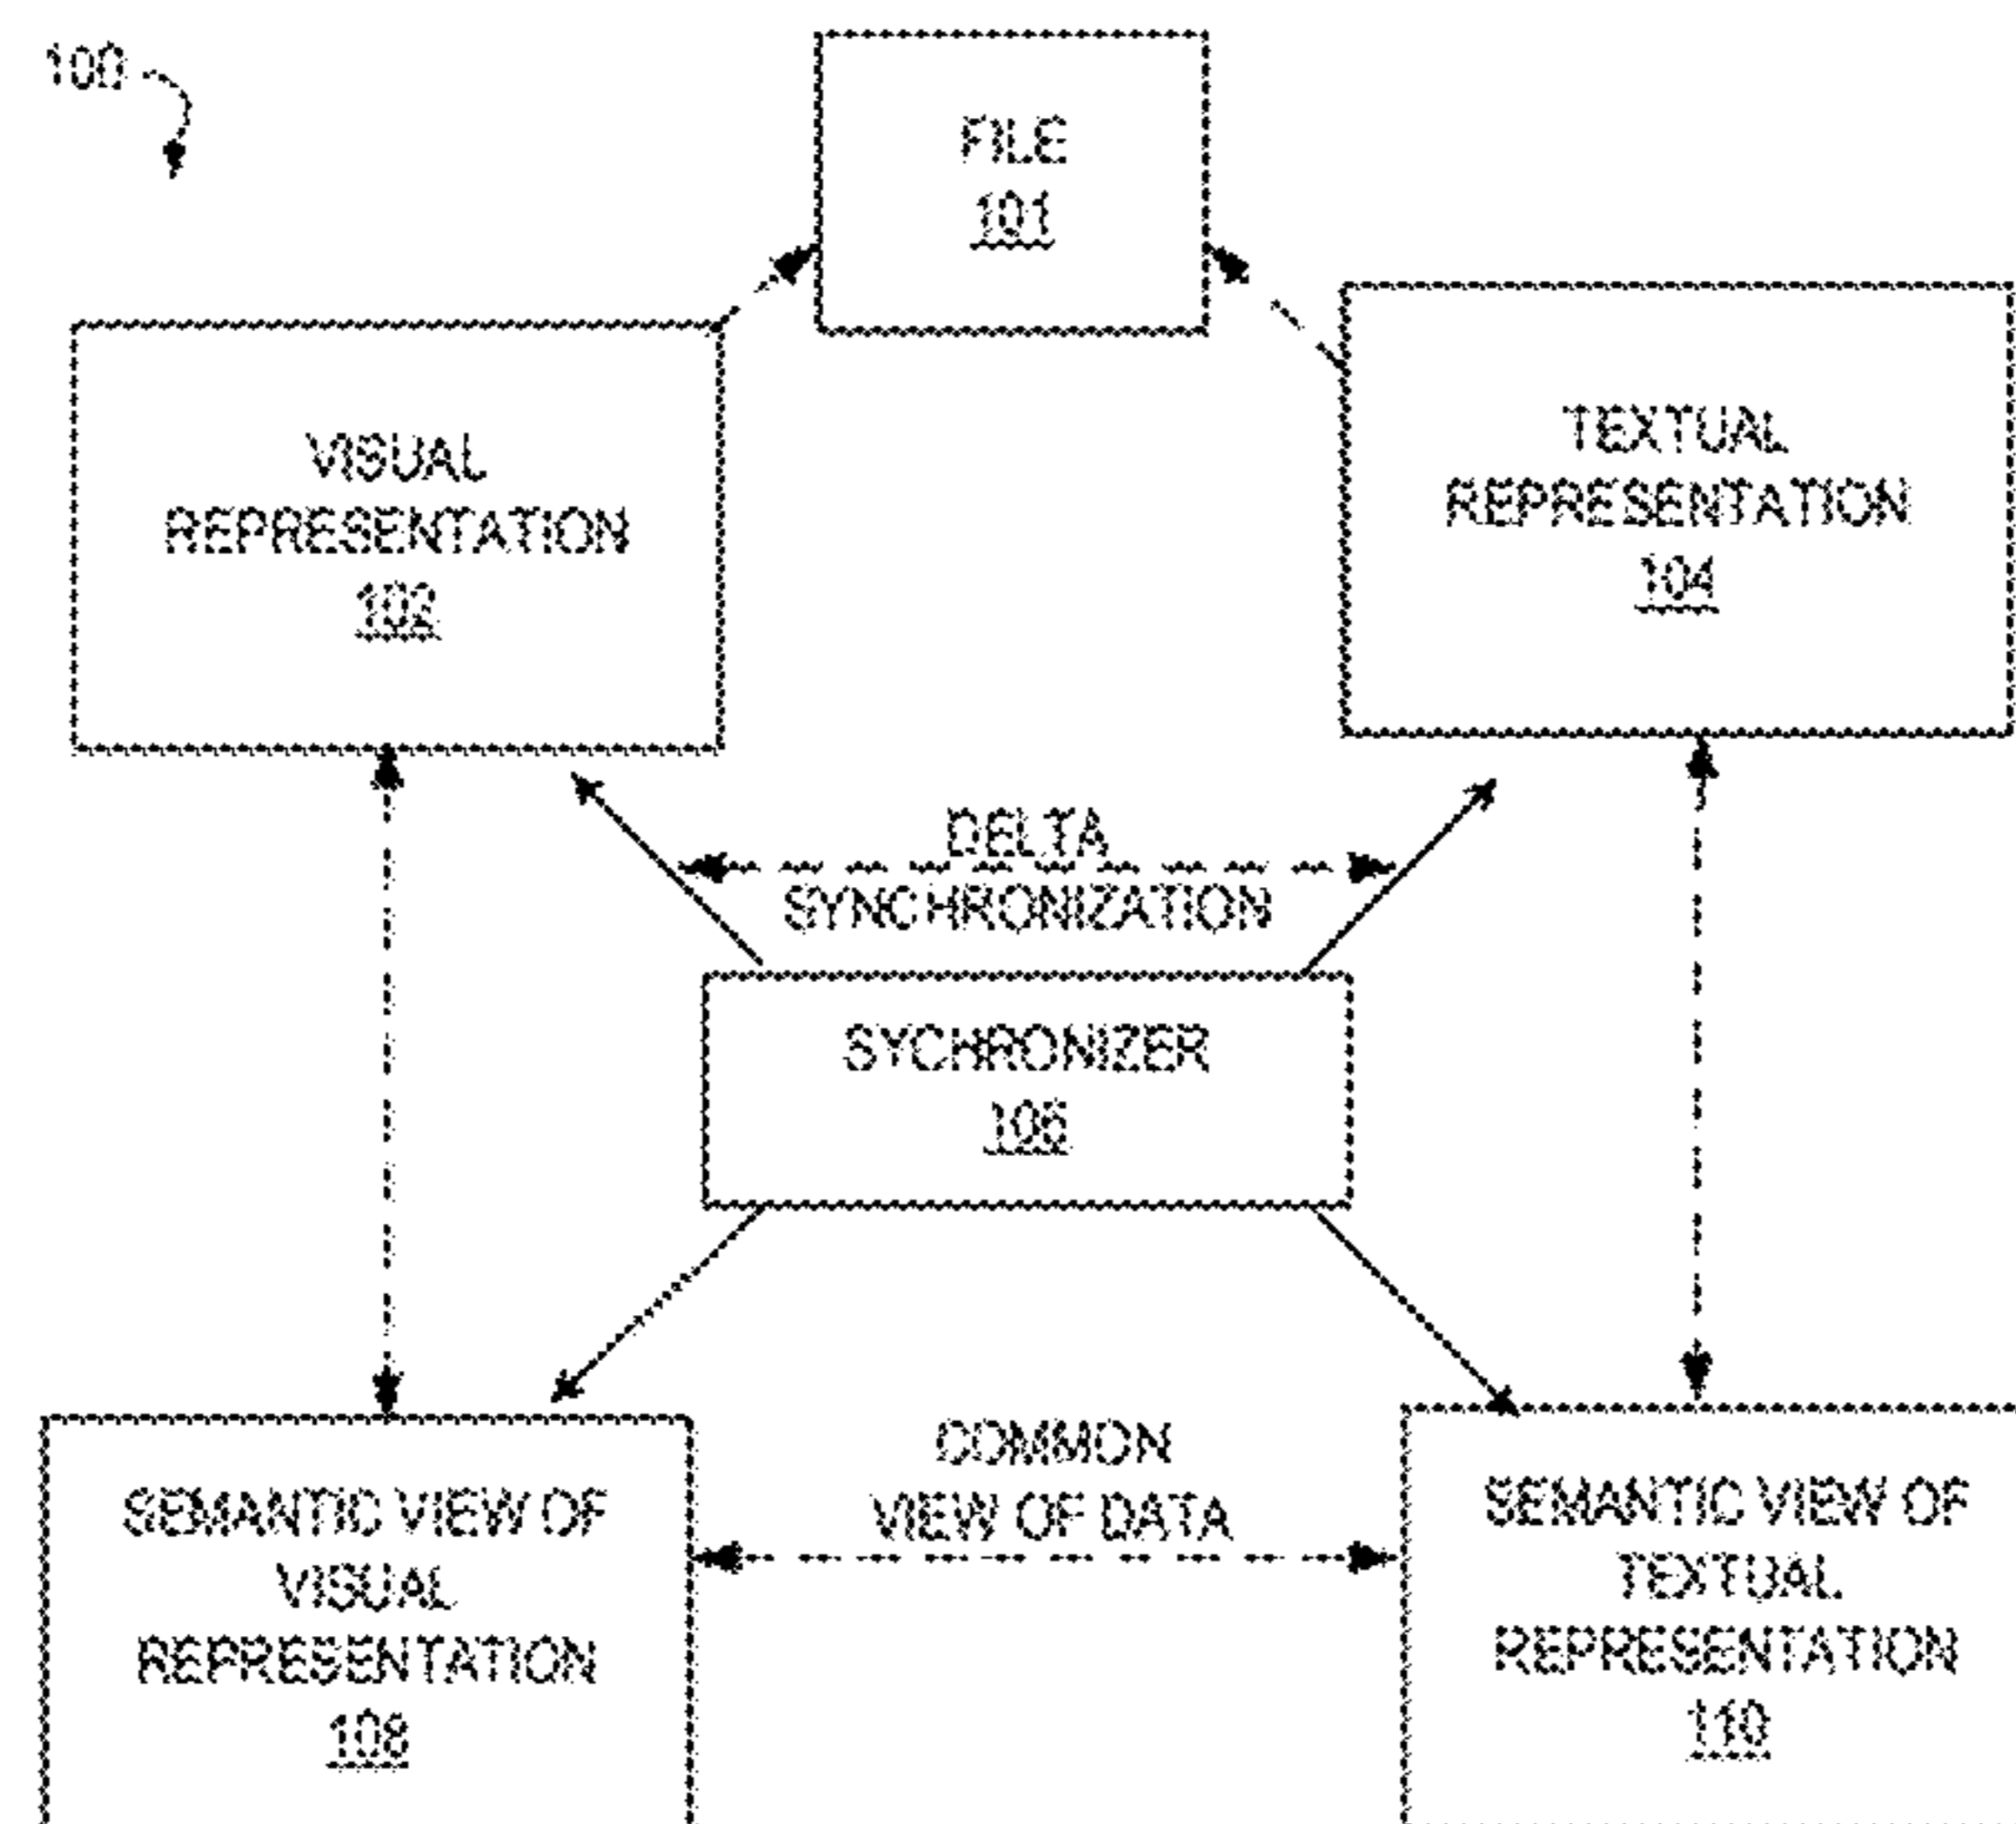 100
FILE
101
VISUAL
REPRESENTATION
102
TEXTUAL
REPRESENTATION
104
DELTA
SYNCHRONIZATION
SYCHRONIZER
106
SEMANTIC VIEW OF
VISUAL
REPRESENTATION
108
COMMON
VIEW OF DATA
SEMANTIC VIEW OF
TEXTUAL
REPRESENTATION
110